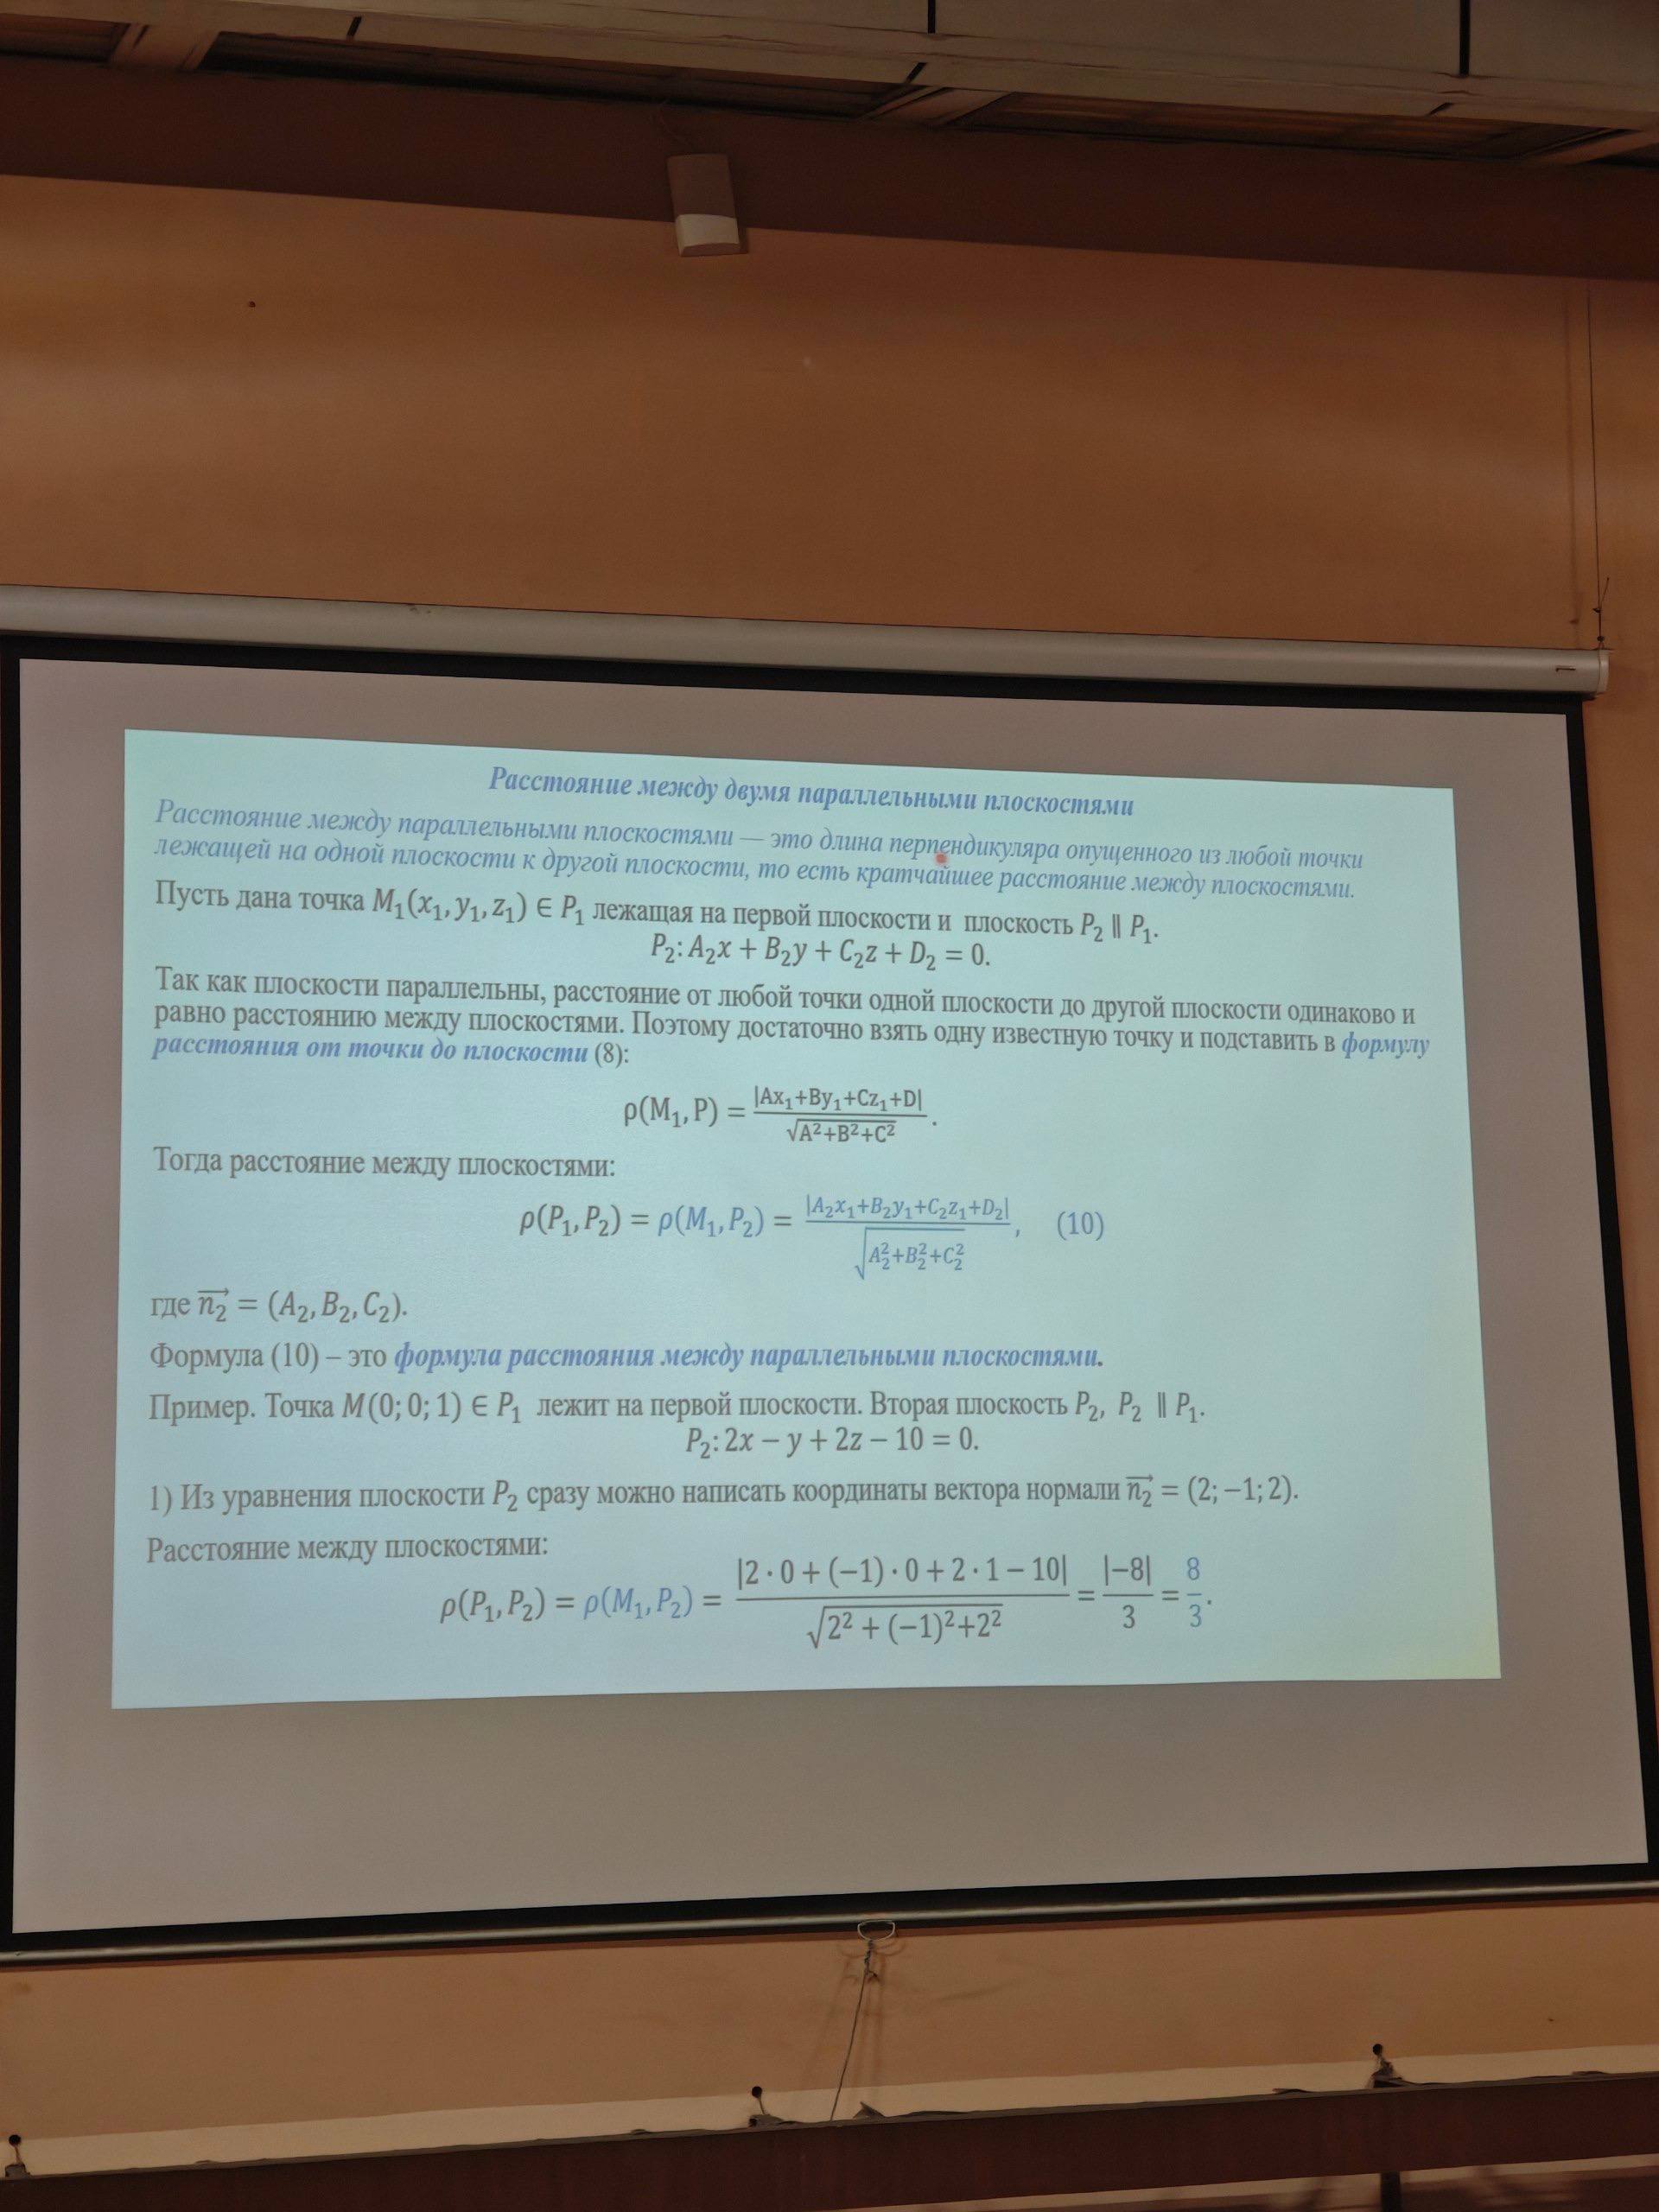 Расстояние между двумя параллельными плоскостями
Расстояние между параллельными плоскостями — это длина перпендикуляра опущенного из любой точки
лежащей на одной плоскости к другой плоскости, то есть кратчайшее расстояние между плоскостями.
Пусть дана точка M₁(x₁, y₁, z₁) ∈ P₁ лежащая на первой плоскости и плоскость P₂ ∥ P₁.
P₂: A₂x + B₂y + C₂z + D₂ = 0.
Так как плоскости параллельны, расстояние от любой точки одной плоскости до другой плоскости одинаково и
равно расстоянию между плоскостями. Поэтому достаточно взять одну известную точку и подставить в формулу
расстояния от точки до плоскости (8):
ρ(M₁, P) = |Ax₁+By₁+Cz₁+D| / √(A²+B²+C²).
Тогда расстояние между плоскостями:
ρ(P₁, P₂) = ρ(M₁, P₂) = |A₂x₁+B₂y₁+C₂z₁+D₂| / √(A₂²+B₂²+C₂²), (10)
где n₂⃗ = (A₂, B₂, C₂).
Формула (10) – это формула расстояния между параллельными плоскостями.
Пример. Точка M(0; 0; 1) ∈ P₁ лежит на первой плоскости. Вторая плоскость P₂, P₂ ∥ P₁.
P₂: 2x − y + 2z − 10 = 0.
1) Из уравнения плоскости P₂ сразу можно написать координаты вектора нормали n₂⃗ = (2; −1; 2).
Расстояние между плоскостями:
ρ(P₁, P₂) = ρ(M₁, P₂) = |2 · 0 + (−1) · 0 + 2 · 1 − 10| / √(2² + (−1)²+2²) = |−8| / 3 = 8/3.